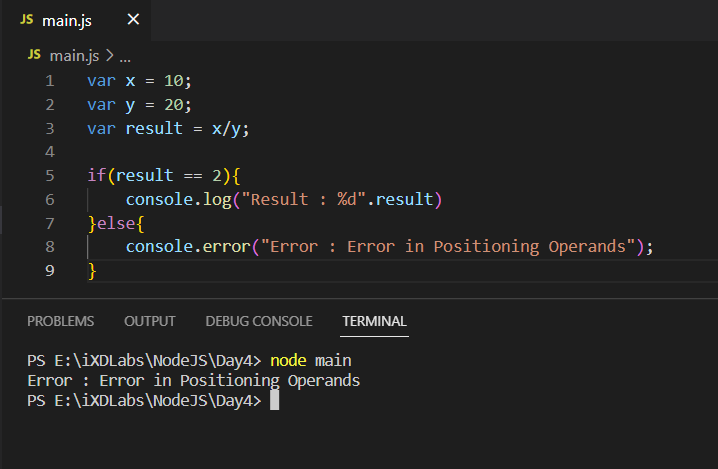 JS main.js ×
JS main.js > ...
1 var x = 10;
2 var y = 20;
3 var result = x/y;
4
5 if(result == 2){
6     console.log("Result : %d".result)
7 }else{
8     console.error("Error : Error in Positioning Operands");
9 }
PROBLEMS OUTPUT DEBUG CONSOLE TERMINAL
PS E:\iXDLabs\NodeJS\Day4> node main
Error : Error in Positioning Operands
PS E:\iXDLabs\NodeJS\Day4>